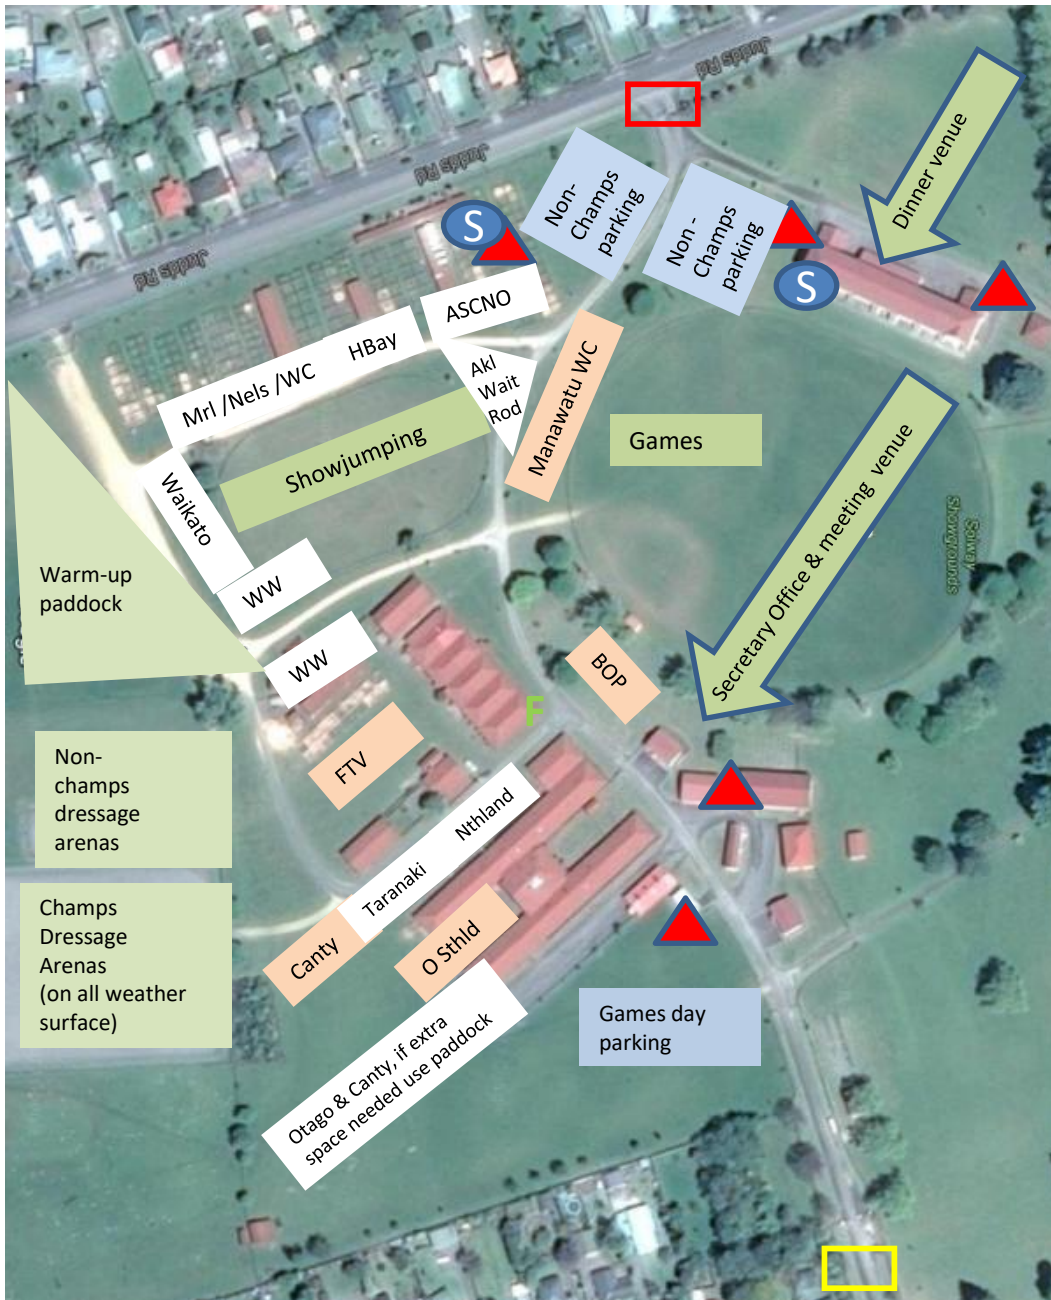 Judds Rd
Judds Rd
Judds Rd
Dinner venue
Non-
Champs
parking
Non -
Champs
parking
S
S
ASCNO
Mrl /Nels /WC
HBay
Akl
Wait
Rod
Manawatu WC
Showjumping
Games
Waikato
Secretary Office & meeting venue
Solway
Showgrounds
Warm-up
paddock
WW
WW
BOP
F
FTV
Non-
champs
dressage
arenas
Nthland
Taranaki
Champs
Dressage
Arenas
(on all weather
surface)
Canty
O Sthld
Games day
parking
Otago & Canty, if extra
space needed use paddock